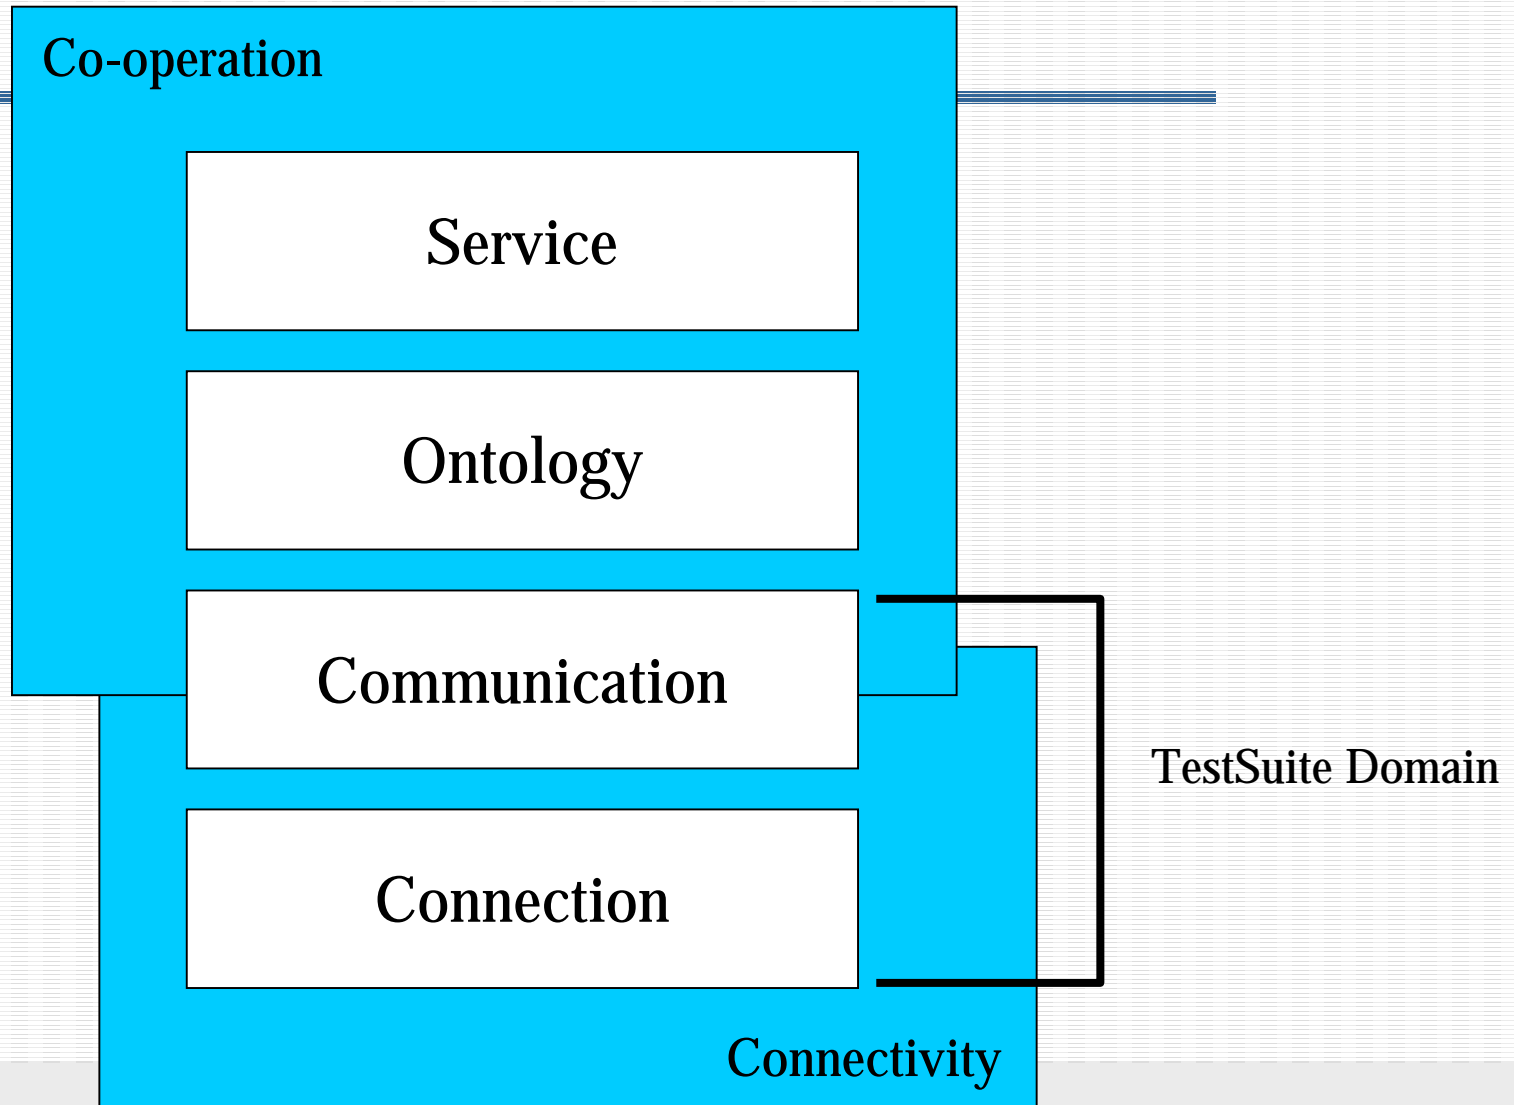 Co-operation
Service
Ontology
Communication
TestSuite Domain
Connection
Connectivity